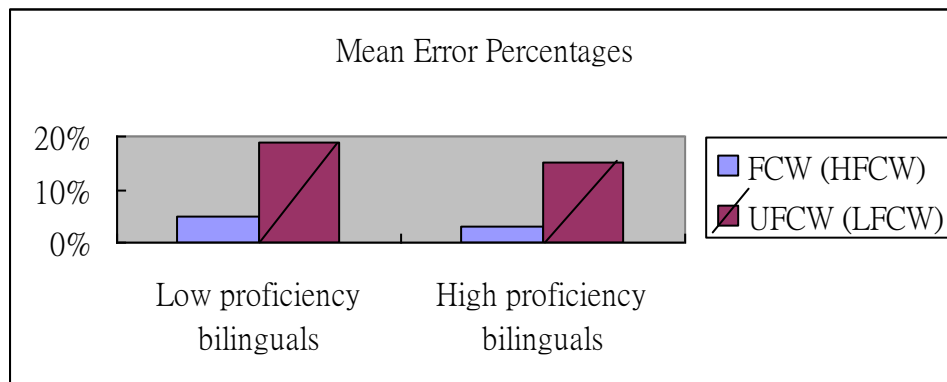 Mean Error Percentages
20%
10%
0%
FCW (HFCW)
UFCW (LFCW)
Low proficiency
bilinguals
High proficiency
bilinguals